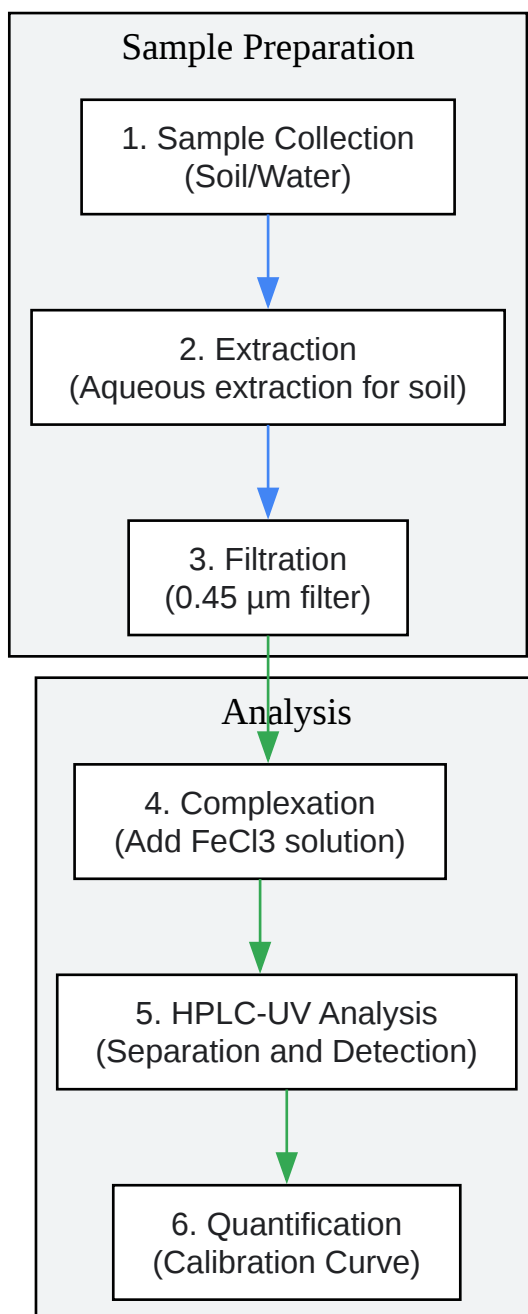 Sample Preparation
1. Sample Collection
(Soil/Water)
2. Extraction
(Aqueous extraction for soil)
3. Filtration
(0.45 µm filter)
Analysis
4. Complexation
(Add FeCl3 solution)
5. HPLC-UV Analysis
(Separation and Detection)
6. Quantification
(Calibration Curve)